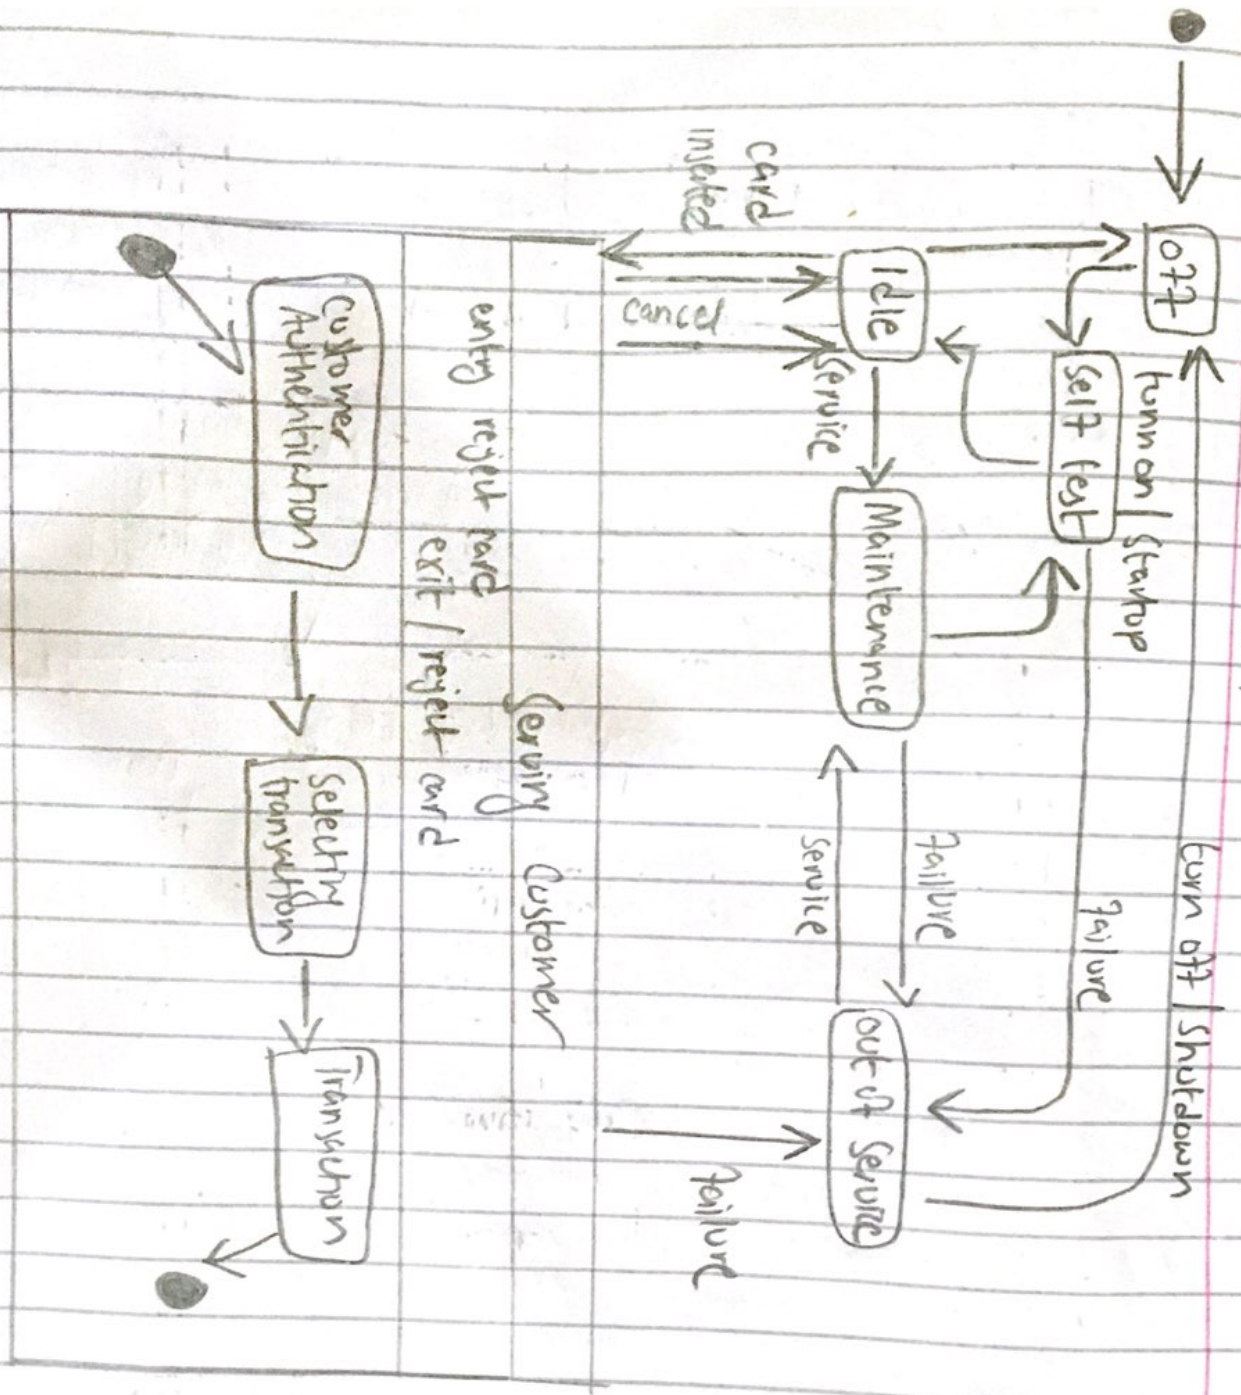 off
turn on / Startup
self test
turn off / Shutdown
failure
Idle
Service
Maintenance
failure
service
out of Service
card
inserted
cancel
failure
Serving Customer
entry reject card
exit / reject card
Customer
Authentication
Selecting
transaction
Transaction